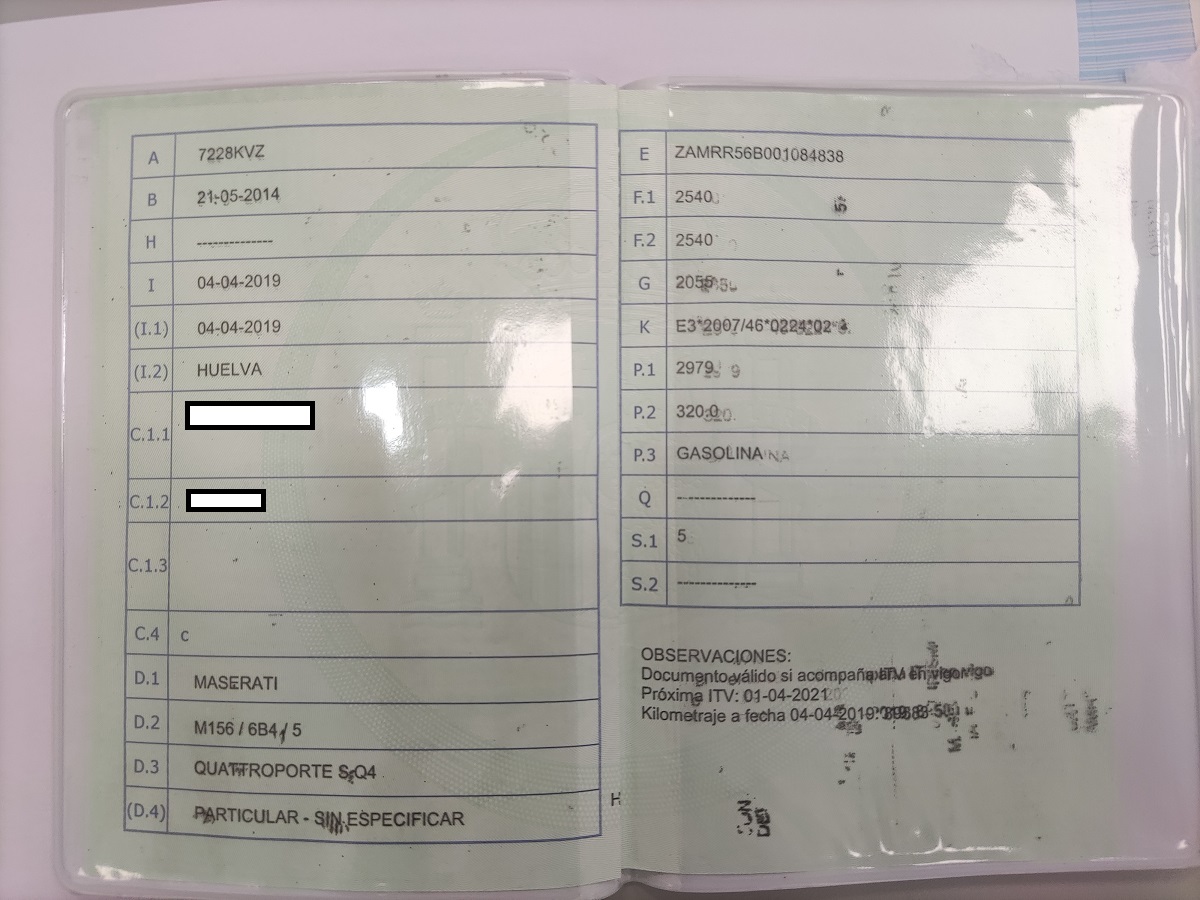 A 7228KVZ
B 21-05-2014
H --------------
I 04-04-2019
(I.1) 04-04-2019
(I.2) HUELVA
C.1.1
C.1.2
C.1.3
C.4 c
D.1 MASERATI
D.2 M156 / 6B4 / 5
D.3 QUATTROPORTE S Q4
(D.4) PARTICULAR - SIN ESPECIFICAR
E ZAMRR56B001084838
F.1 2540
F.2 2540
G 2055
K E3*2007/46*0224*02
P.1 2979
P.2 320.0
P.3 GASOLINA
Q --------------
S.1 5
S.2 --------------
OBSERVACIONES:
Documento válido si acompaña ITV en vigor
Próxima ITV: 01-04-2021
Kilometraje a fecha 04-04-2019:
H